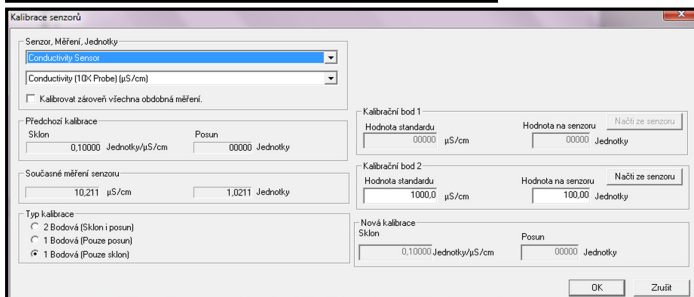 Kalibrace senzorů
Senzor, Měření, Jednotky
Conductivity Sensor
Conductivity (10X Probe) (µS/cm)
Kalibrovat zároveň všechna obdobná měření.
Předchozí kalibrace
Sklon Posun
0,10000 Jednotky/µS/cm 00000 Jednotky
Současné měření senzoru
10,211 µS/cm 1,0211 Jednotky
Typ kalibrace
2 Bodová (Sklon i posun)
1 Bodová (Pouze posun)
1 Bodová (Pouze sklon)
Kalibrační bod 1
Hodnota standardu Hodnota na senzoru Načti ze senzoru
00000 µS/cm 00000 Jednotky
Kalibrační bod 2
Hodnota standardu Hodnota na senzoru Načti ze senzoru
1000,0 µS/cm 100,00 Jednotky
Nová kalibrace
Sklon Posun
0,10000 Jednotky/µS/cm 00000 Jednotky
OK Zrušit